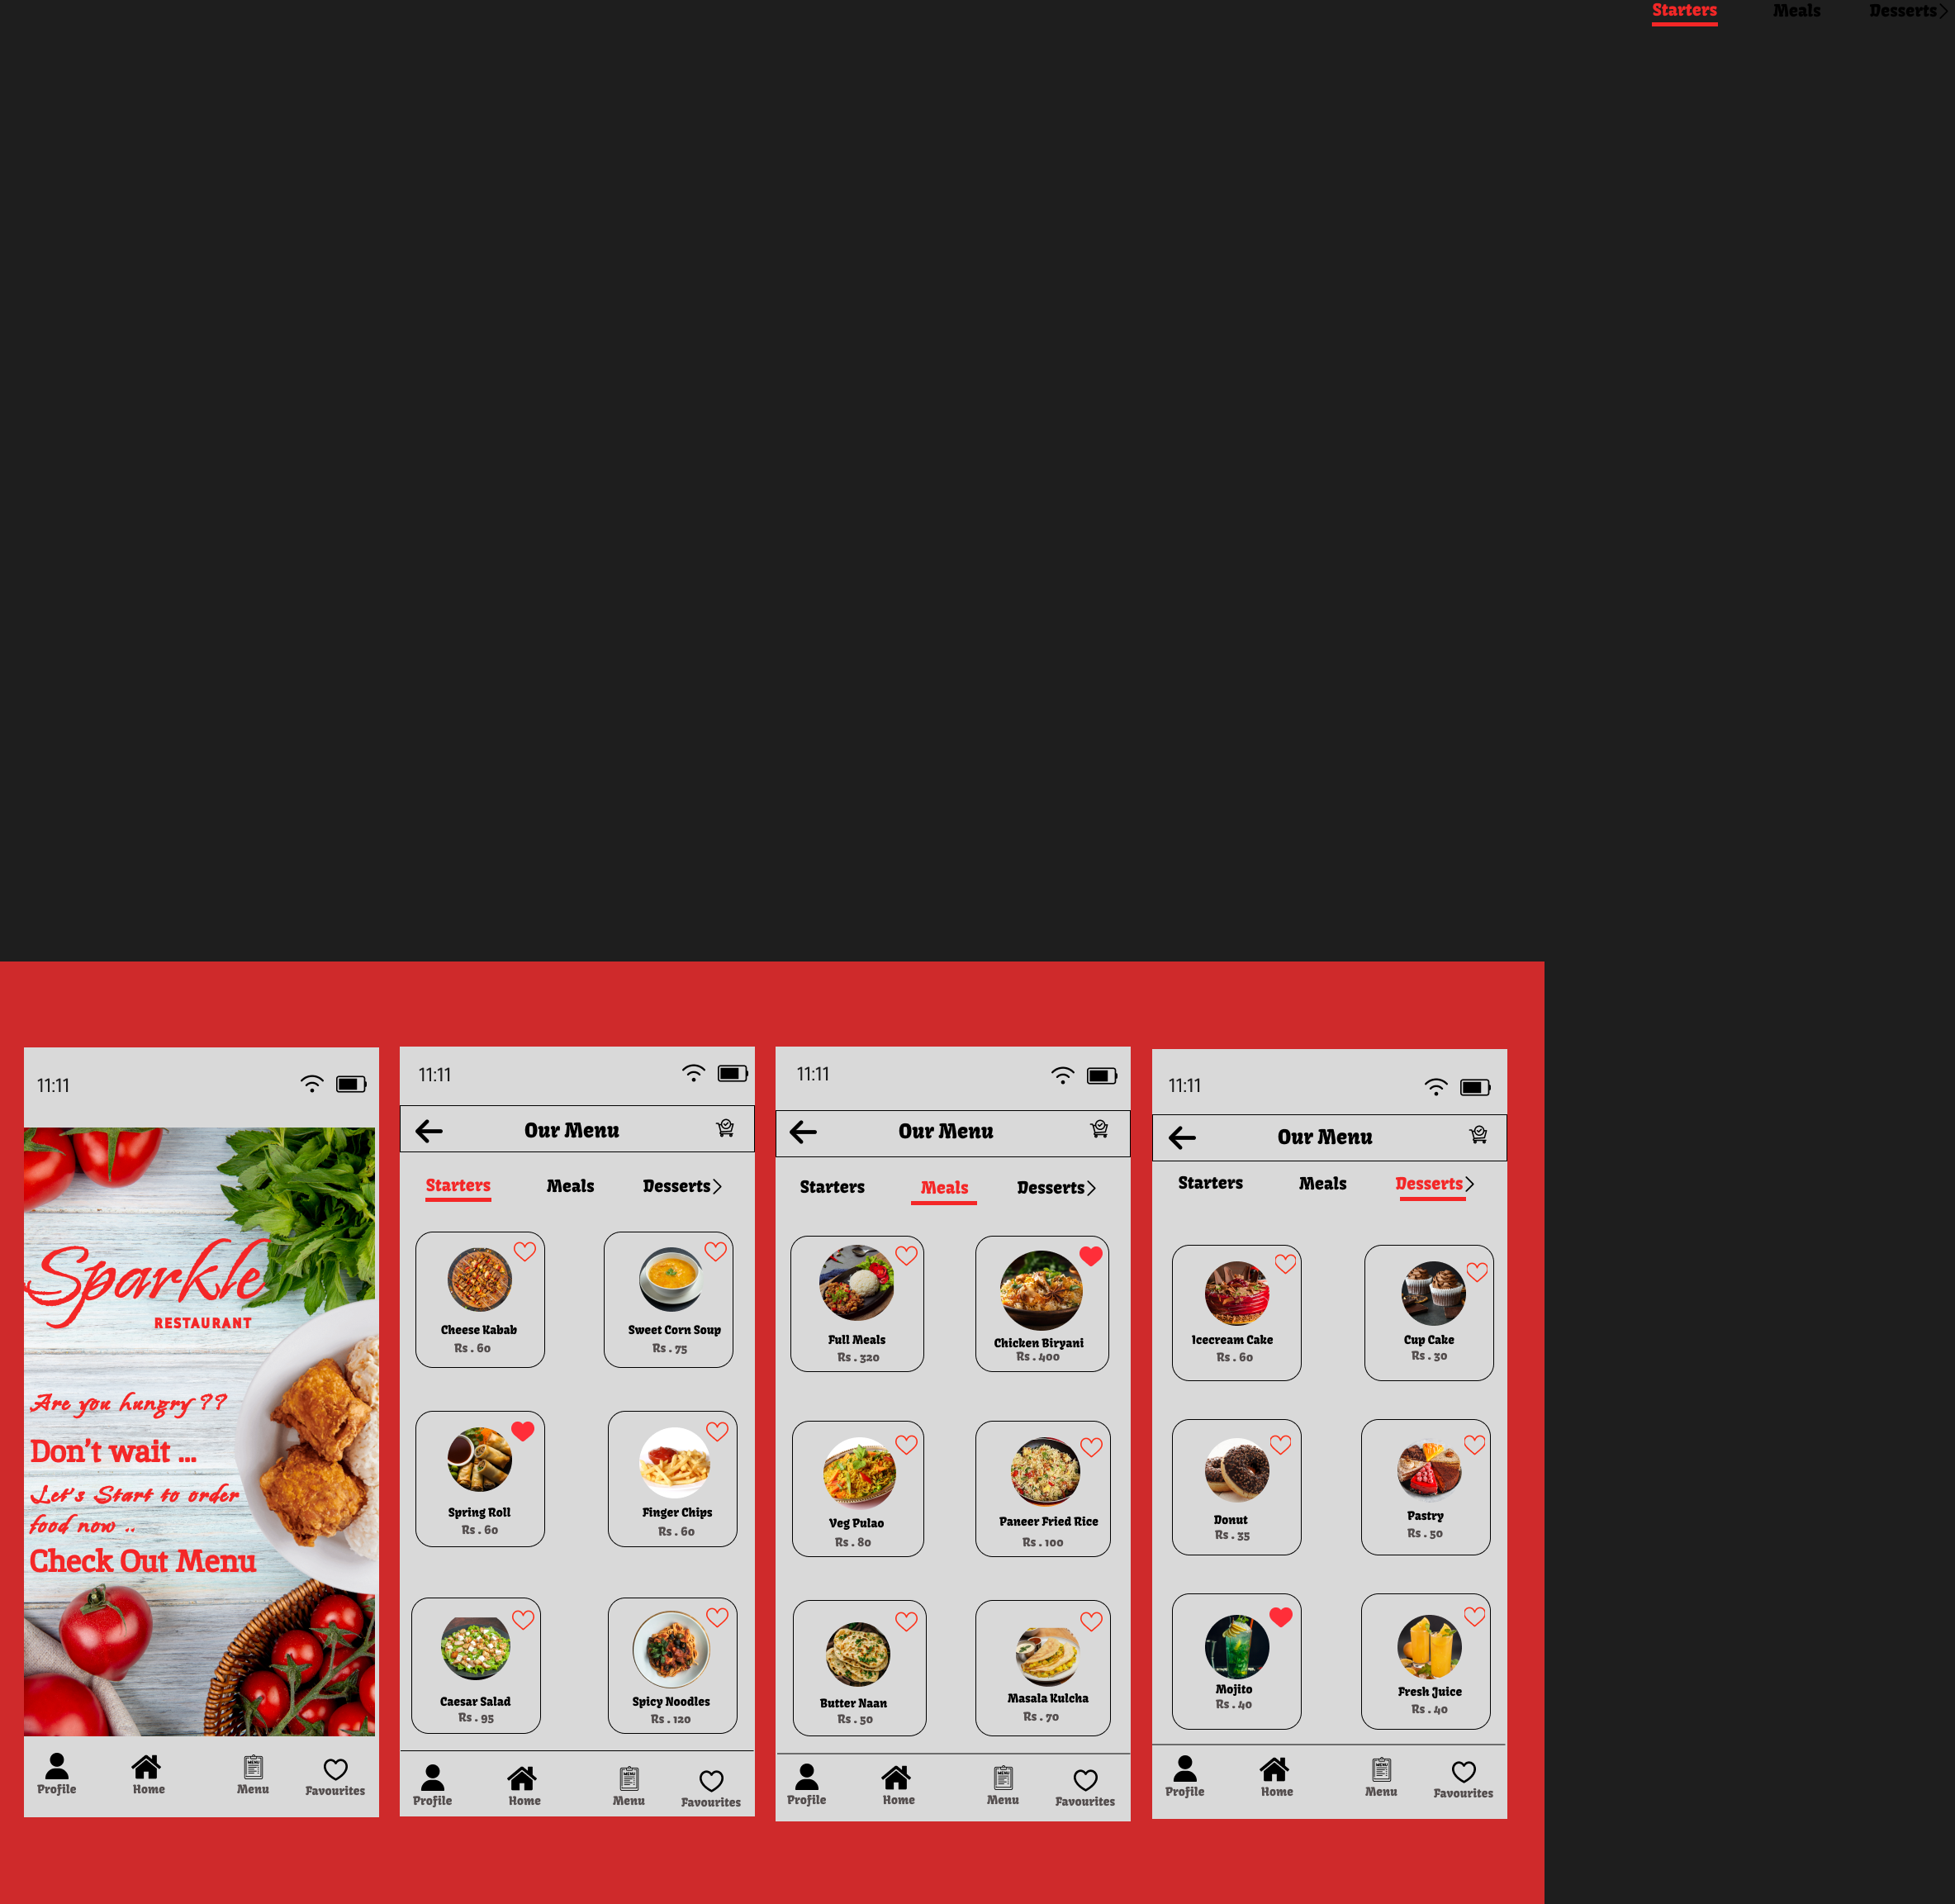 Starters Meals Desserts
11:11
Sparkle
RESTAURANT
Are you hungry ??
Don't wait ...
Let's Start to order
food now ..
Check Out Menu
Profile Home Menu Favourites
11:11
Our Menu
Starters Meals Desserts
Cheese Kabab Sweet Corn Soup
Rs . 60 Rs . 75
Spring Roll Finger Chips
Rs . 60 Rs . 60
Caesar Salad Spicy Noodles
Rs . 95 Rs . 120
Profile Home Menu Favourites
11:11
Our Menu
Starters Meals Desserts
Full Meals Chicken Biryani
Rs . 320 Rs . 400
Veg Pulao Paneer Fried Rice
Rs . 80 Rs . 100
Butter Naan Masala Kulcha
Rs . 50 Rs . 70
Profile Home Menu Favourites
11:11
Our Menu
Starters Meals Desserts
Icecream Cake Cup Cake
Rs . 60 Rs . 30
Donut Pastry
Rs . 35 Rs . 50
Mojito Fresh Juice
Rs . 40 Rs . 40
Profile Home Menu Favourites